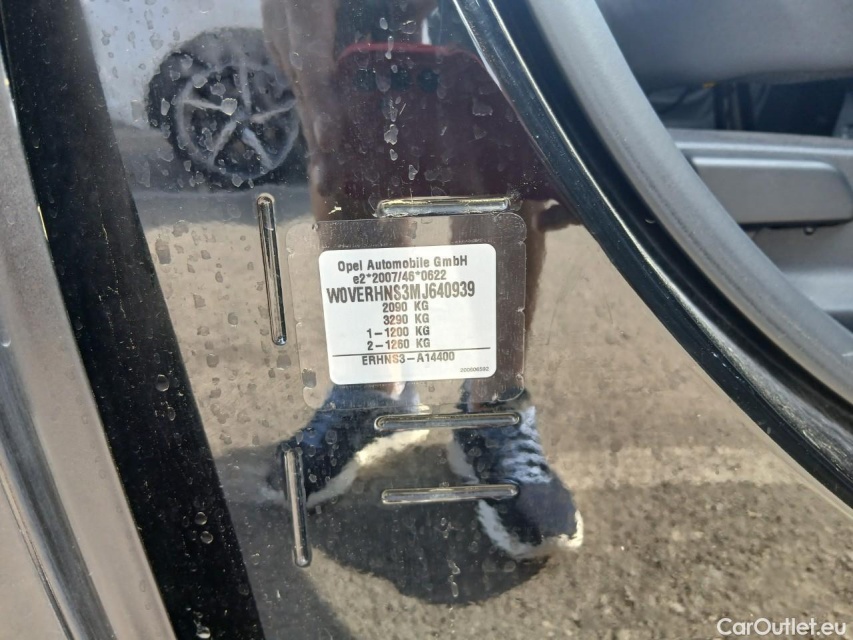 Opel Automobile GmbH
e2*2007/46*0622
W0VERHNS3MJ640939
2090 KG
3290 KG
1-1200 KG
2-1260 KG
ERHNS3-A14400
CarOutlet.eu